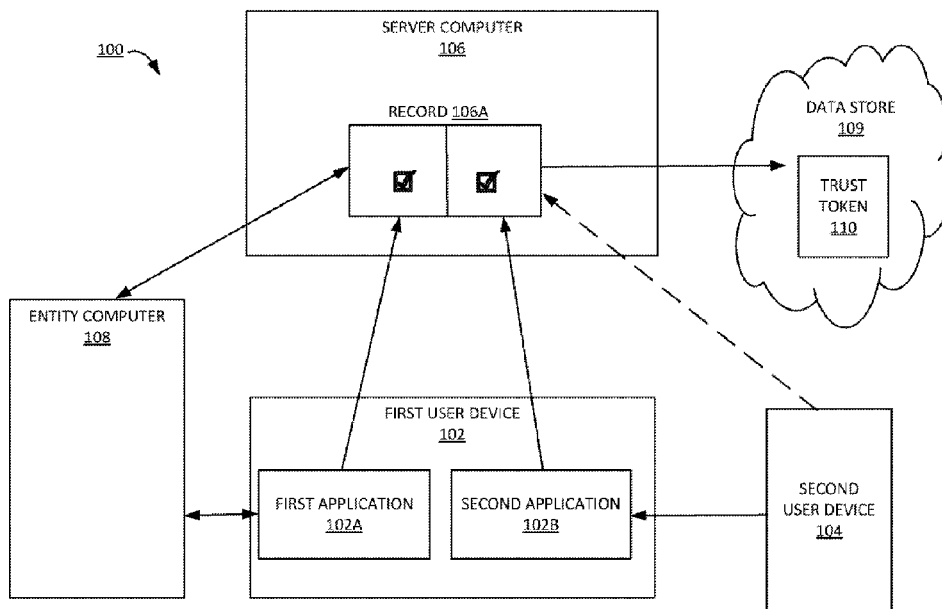 100
SERVER COMPUTER
106
RECORD 106A
DATA STORE
109
TRUST
TOKEN
110
ENTITY COMPUTER
108
FIRST USER DEVICE
102
FIRST APPLICATION
102A
SECOND APPLICATION
102B
SECOND
USER DEVICE
104